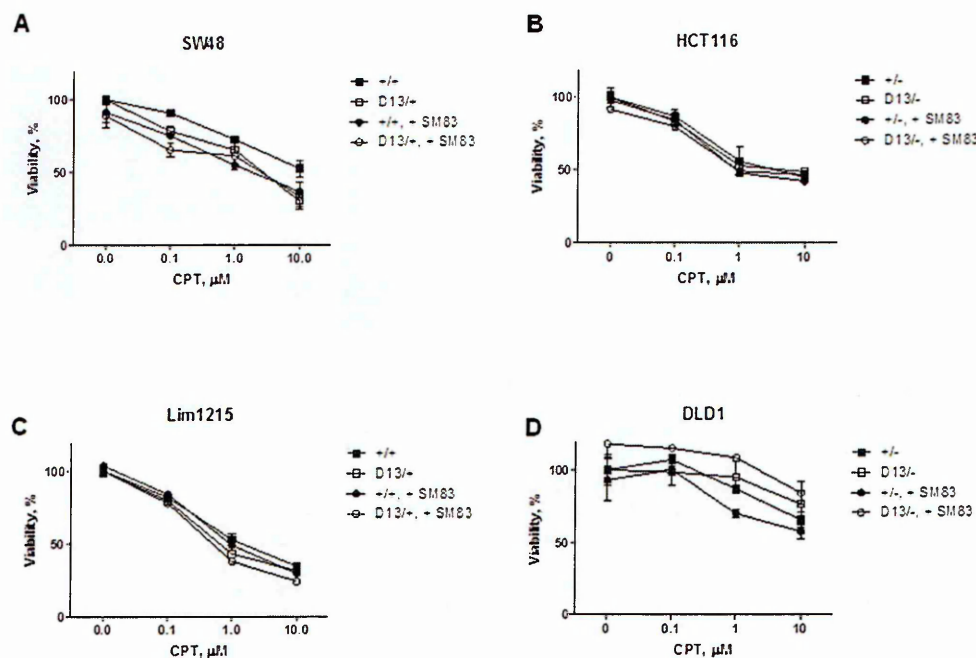 A
SW48
Viability, %
100
50
0
0.0 0.1 1.0 10.0
CPT, µM
+/+
D13/+
+/+, + SM83
D13/+, + SM83
B
HCT116
Viability, %
100
50
0
0 0.1 1 10
CPT, µM
+/-
D13/-
+/-, + SM83
D13/-, + SM83
C
Lim1215
Viability, %
100
50
0
0.0 0.1 1.0 10.0
CPT, µM
+/+
D13/+
+/+, + SM83
D13/+, + SM83
D
DLD1
Viability, %
100
50
0
0 0.1 1 10
CPT, µM
+/-
D13/-
+/-, + SM83
D13/-, + SM83